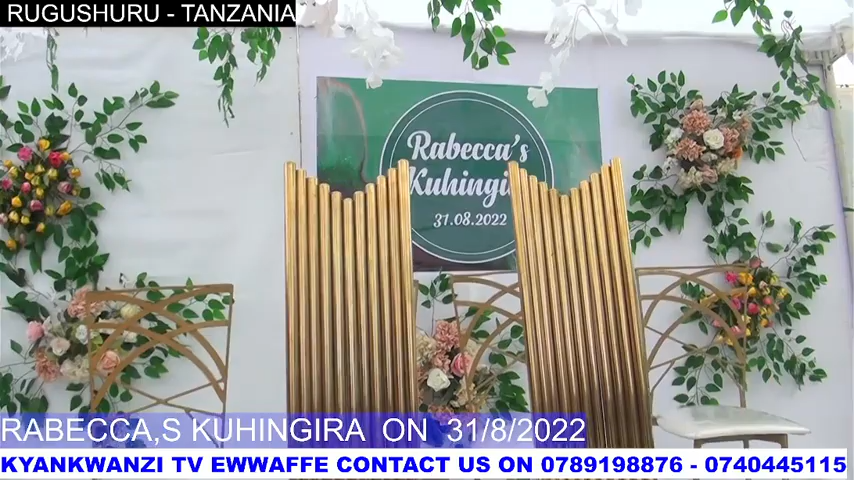 RUGUSHURU - TANZANIA
Rabecca's
Kuhingi
31.08.2022
RABECCA,S KUHINGIRA ON 31/8/2022
KYANKWANZI TV EWWAFFE CONTACT US ON 0789198876 - 0740445115